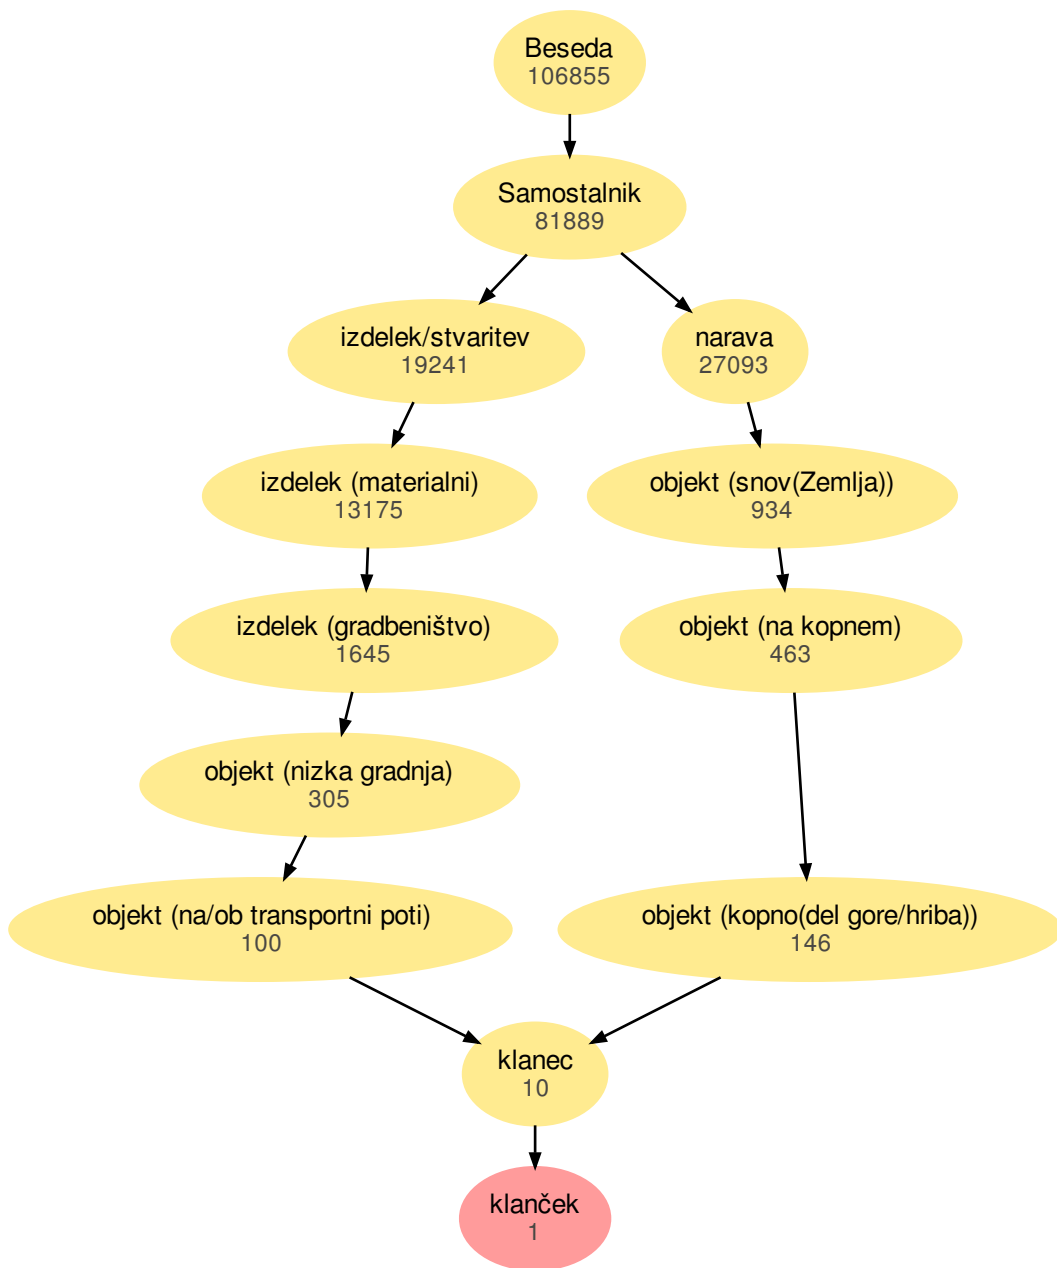 Beseda
106855
Samostalnik
81889
izdelek/stvaritev
19241
narava
27093
izdelek (materialni)
13175
objekt (snov(Zemlja))
934
izdelek (gradbeništvo)
1645
objekt (na kopnem)
463
objekt (nizka gradnja)
305
objekt (na/ob transportni poti)
100
objekt (kopno(del gore/hriba))
146
klanec
10
klanček
1